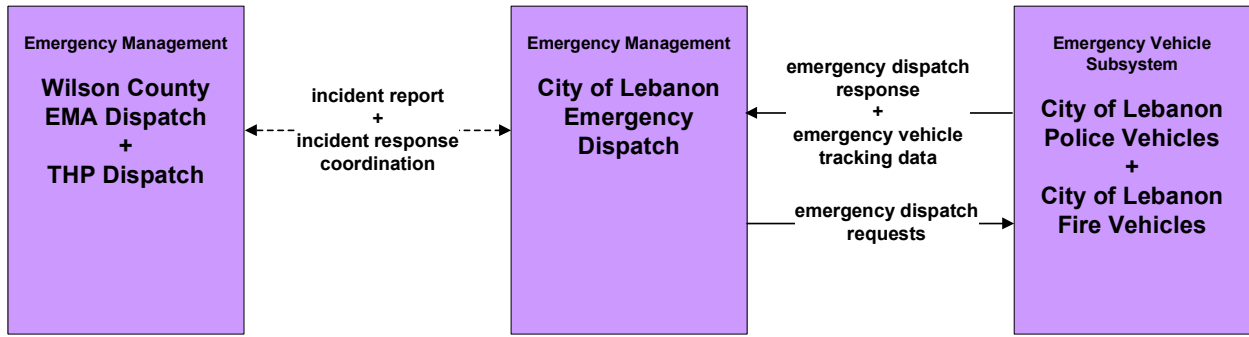 Emergency Management
Wilson County
EMA Dispatch
+
THP Dispatch
incident report
+
incident response
coordination
Emergency Management
City of Lebanon
Emergency
Dispatch
emergency dispatch
response
+
emergency vehicle
tracking data
emergency dispatch
requests
Emergency Vehicle
Subsystem
City of Lebanon
Police Vehicles
+
City of Lebanon
Fire Vehicles